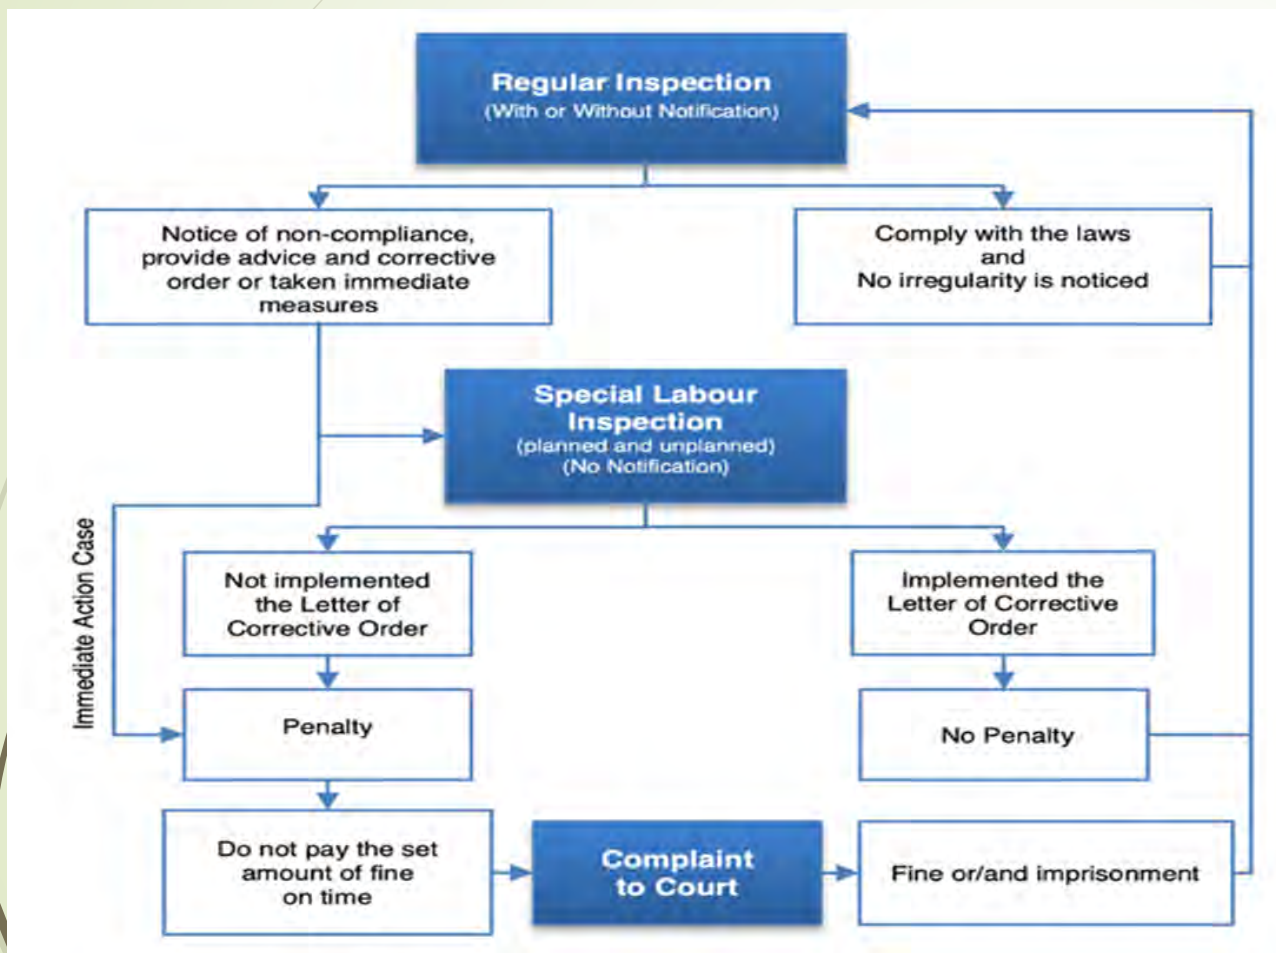 Regular Inspection
(With or Without Notification)
Notice of non-compliance,
provide advice and corrective
order or taken immediate
measures
Comply with the laws
and
No irregularity is noticed
Special Labour
Inspection
(planned and unplanned)
(No Notification)
Immediate Action Case
Not implemented
the Letter of
Corrective Order
Implemented the
Letter of Corrective
Order
Penalty
No Penalty
Do not pay the set
amount of fine
on time
Complaint
to Court
Fine or/and imprisonment